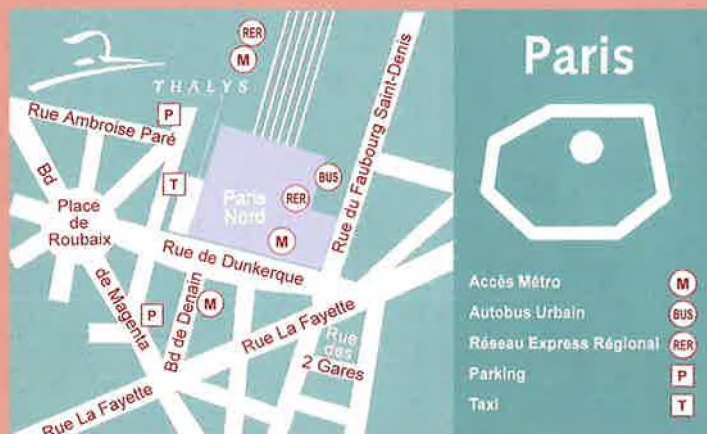 RER
M
THALYS
P
Rue Ambroise Paré
Rue du Faubourg Saint-Denis
Bd
T
BUS
Paris
Nord
RER
Place
de
Roubaix
M
Rue de Dunkerque
de Magenta
P
Bd de Denain
M
Rue La Fayette
Rue
des
2 Gares
Rue La Fayette
Paris
Accès Métro M
Autobus Urbain BUS
Réseau Express Régional RER
Parking P
Taxi T